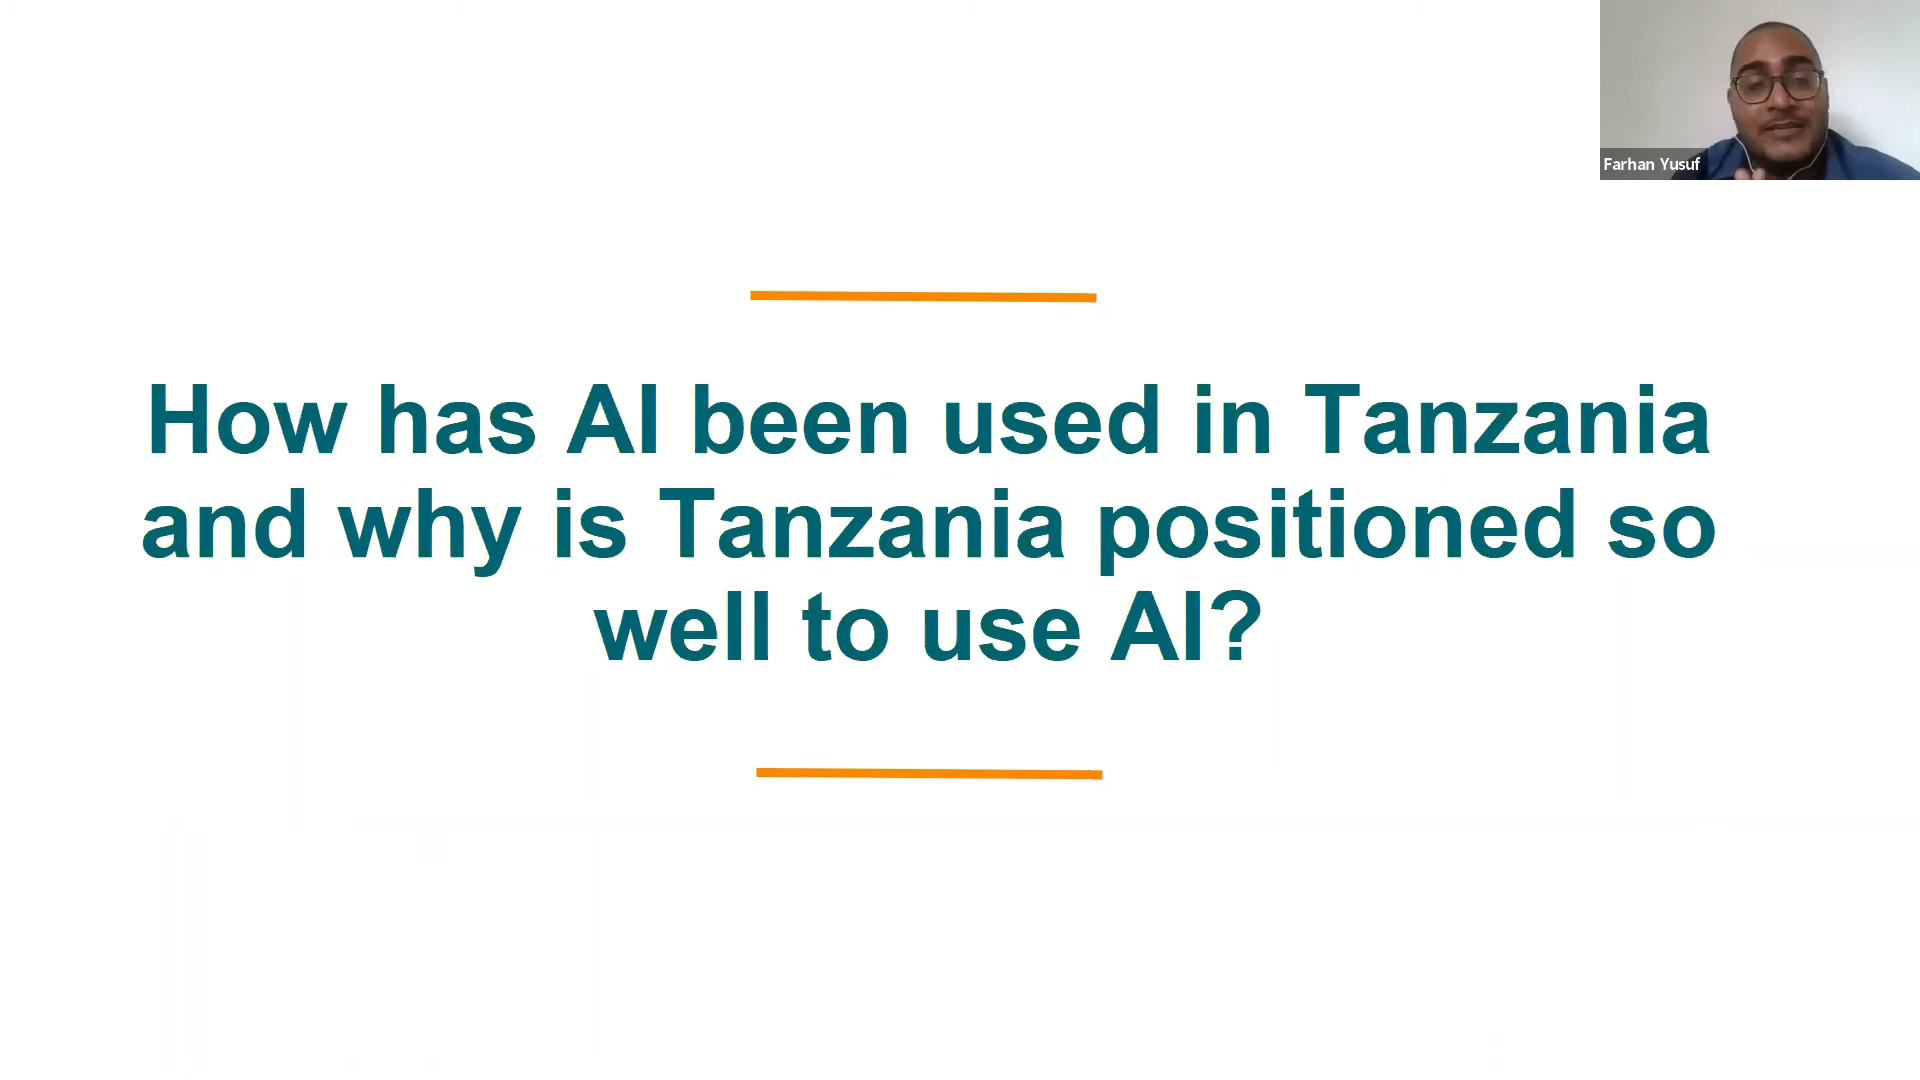 Farhan Yusuf
How has AI been used in Tanzania
and why is Tanzania positioned so
well to use AI?